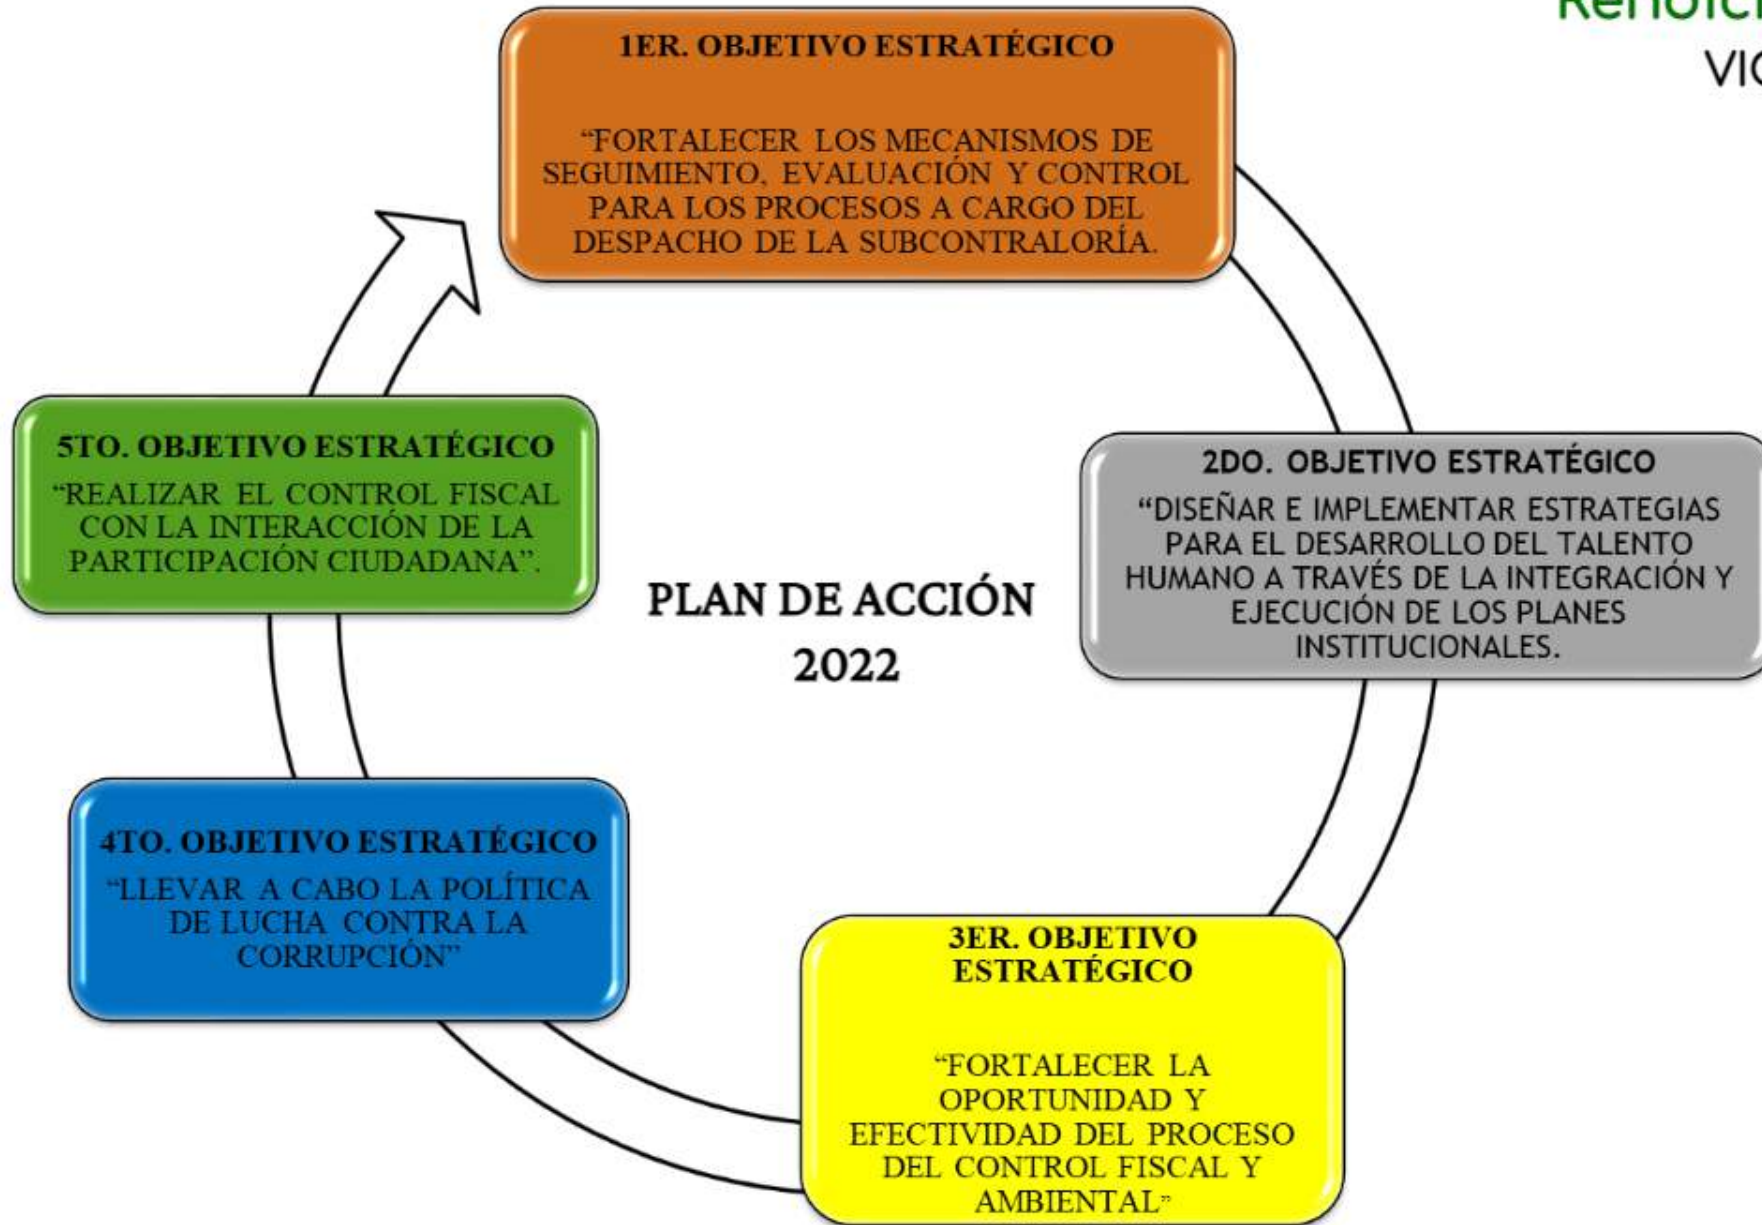 1ER. OBJETIVO ESTRATÉGICO
“FORTALECER LOS MECANISMOS DE
SEGUIMIENTO, EVALUACIÓN Y CONTROL
PARA LOS PROCESOS A CARGO DEL
DESPACHO DE LA SUBCONTRALORÍA.
2DO. OBJETIVO ESTRATÉGICO
“DISEÑAR E IMPLEMENTAR ESTRATEGIAS
PARA EL DESARROLLO DEL TALENTO
HUMANO A TRAVÉS DE LA INTEGRACIÓN Y
EJECUCIÓN DE LOS PLANES
INSTITUCIONALES.
3ER. OBJETIVO
ESTRATÉGICO
“FORTALECER LA
OPORTUNIDAD Y
EFECTIVIDAD DEL PROCESO
DEL CONTROL FISCAL Y
AMBIENTAL”
4TO. OBJETIVO ESTRATÉGICO
“LLEVAR A CABO LA POLÍTICA
DE LUCHA CONTRA LA
CORRUPCIÓN”
5TO. OBJETIVO ESTRATÉGICO
“REALIZAR EL CONTROL FISCAL
CON LA INTERACCIÓN DE LA
PARTICIPACIÓN CIUDADANA”.
PLAN DE ACCIÓN
2022